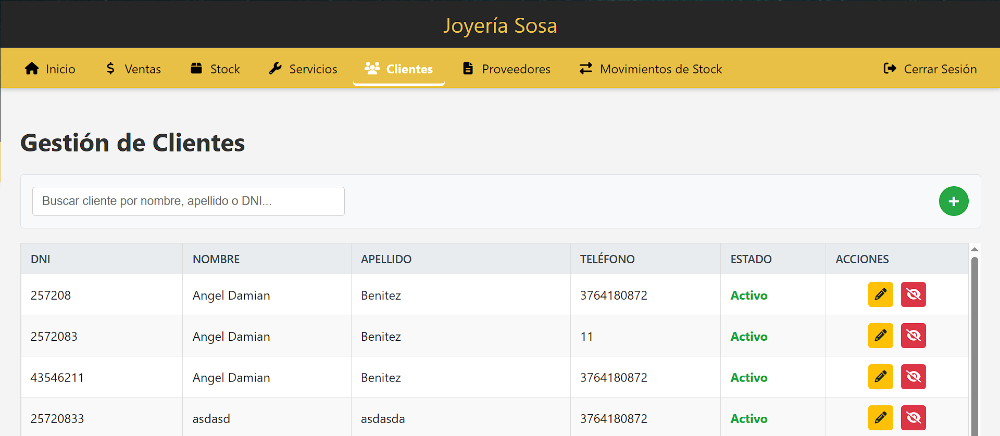 Joyería Sosa
Inicio Ventas Stock Servicios Clientes Proveedores Movimientos de Stock Cerrar Sesión
Gestión de Clientes
Buscar cliente por nombre, apellido o DNI...
DNI NOMBRE APELLIDO TELÉFONO ESTADO ACCIONES
257208 Angel Damian Benitez 3764180872 Activo
2572083 Angel Damian Benitez 11 Activo
43546211 Angel Damian Benitez 3764180872 Activo
25720833 asdasd asdasda 3764180872 Activo